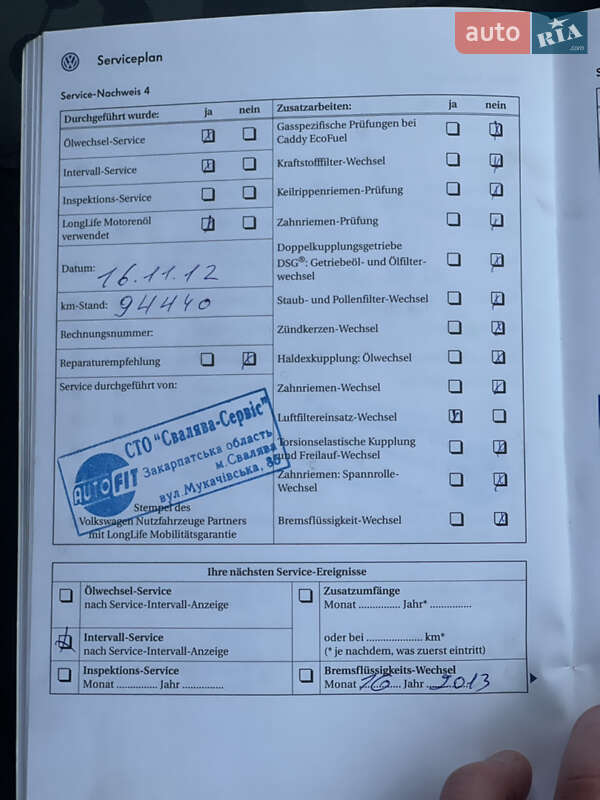 auto RIA .com
Serviceplan
Service-Nachweis 4
Durchgeführt wurde: ja nein
Ölwechsel-Service
Intervall-Service
Inspektions-Service
LongLife Motorenöl
verwendet
Datum: 16.11.12
km-Stand: 94440
Rechnungsnummer:
Reparaturempfehlung
Service durchgeführt von:
СТО "Свалява-Сервіс"
Закарпатська область
м.Свалява
вул.Мукачівська, 86
AUTOFIT
Stempel des
Volkswagen Nutzfahrzeuge Partners
mit LongLife Mobilitätsgarantie
Zusatzarbeiten: ja nein
Gasspezifische Prüfungen bei
Caddy EcoFuel
Kraftstofffilter-Wechsel
Keilrippenriemen-Prüfung
Zahnriemen-Prüfung
Doppelkupplungsgetriebe
DSG®: Getriebeöl- und Ölfilter-
wechsel
Staub- und Pollenfilter-Wechsel
Zündkerzen-Wechsel
Haldexkupplung: Ölwechsel
Zahnriemen-Wechsel
Luftfiltereinsatz-Wechsel
Torsionselastische Kupplung
und Freilauf-Wechsel
Zahnriemen: Spannrolle-
Wechsel
Bremsflüssigkeit-Wechsel
Ihre nächsten Service-Ereignisse
Ölwechsel-Service
nach Service-Intervall-Anzeige
Intervall-Service
nach Service-Intervall-Anzeige
Inspektions-Service
Monat .............. Jahr ..............
Zusatzumfänge
Monat .............. Jahr* ..............
oder bei .................... km*
(* je nachdem, was zuerst eintritt)
Bremsflüssigkeits-Wechsel
Monat 10 Jahr 2013